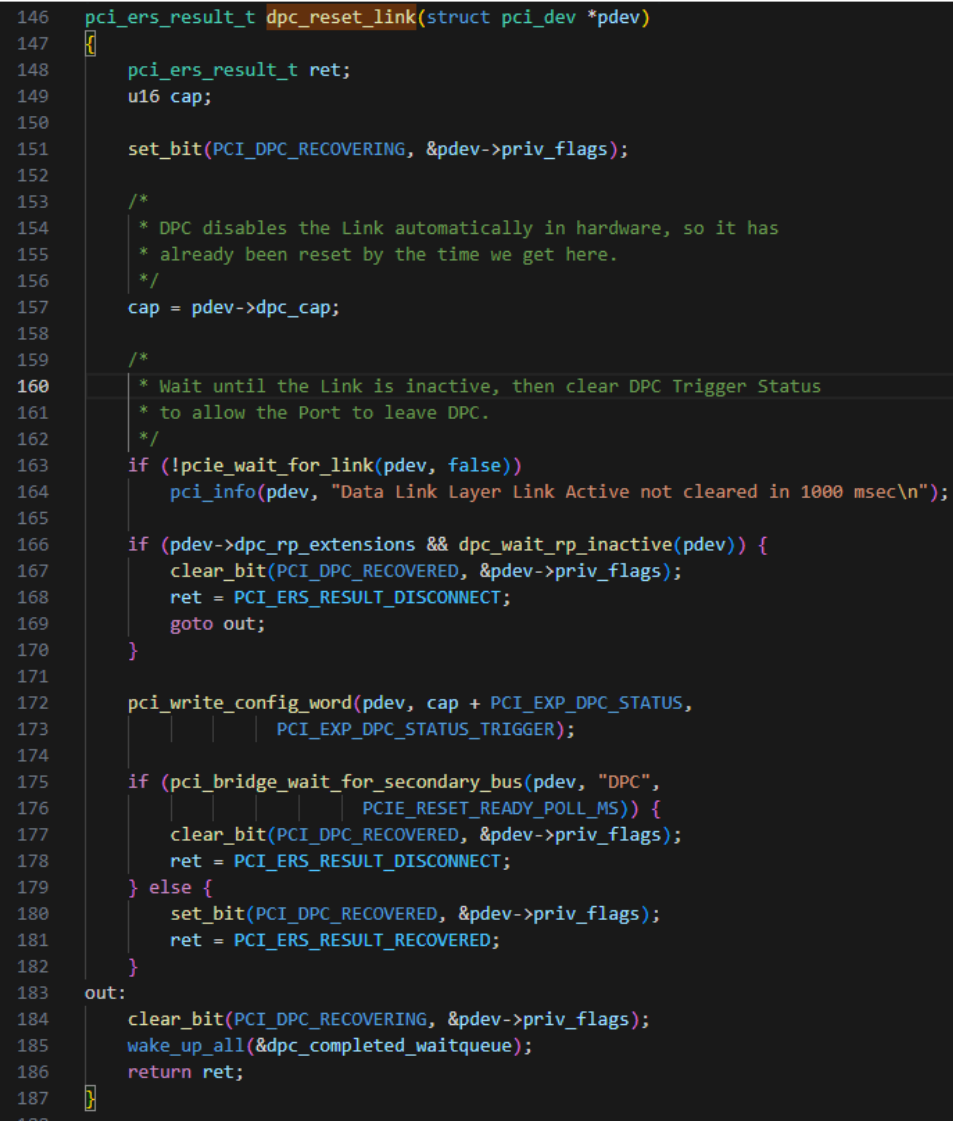 146 pci_ers_result_t dpc_reset_link(struct pci_dev *pdev)
147 {
148 pci_ers_result_t ret;
149 u16 cap;
150
151 set_bit(PCI_DPC_RECOVERING, &pdev->priv_flags);
152
153 /*
154 * DPC disables the Link automatically in hardware, so it has
155 * already been reset by the time we get here.
156 */
157 cap = pdev->dpc_cap;
158
159 /*
160 * Wait until the Link is inactive, then clear DPC Trigger Status
161 * to allow the Port to leave DPC.
162 */
163 if (!pcie_wait_for_link(pdev, false))
164 pci_info(pdev, "Data Link Layer Link Active not cleared in 1000 msec\n");
165
166 if (pdev->dpc_rp_extensions && dpc_wait_rp_inactive(pdev)) {
167 clear_bit(PCI_DPC_RECOVERED, &pdev->priv_flags);
168 ret = PCI_ERS_RESULT_DISCONNECT;
169 goto out;
170 }
171
172 pci_write_config_word(pdev, cap + PCI_EXP_DPC_STATUS,
173 PCI_EXP_DPC_STATUS_TRIGGER);
174
175 if (pci_bridge_wait_for_secondary_bus(pdev, "DPC",
176 PCIE_RESET_READY_POLL_MS)) {
177 clear_bit(PCI_DPC_RECOVERED, &pdev->priv_flags);
178 ret = PCI_ERS_RESULT_DISCONNECT;
179 } else {
180 set_bit(PCI_DPC_RECOVERED, &pdev->priv_flags);
181 ret = PCI_ERS_RESULT_RECOVERED;
182 }
183 out:
184 clear_bit(PCI_DPC_RECOVERING, &pdev->priv_flags);
185 wake_up_all(&dpc_completed_waitqueue);
186 return ret;
187 }